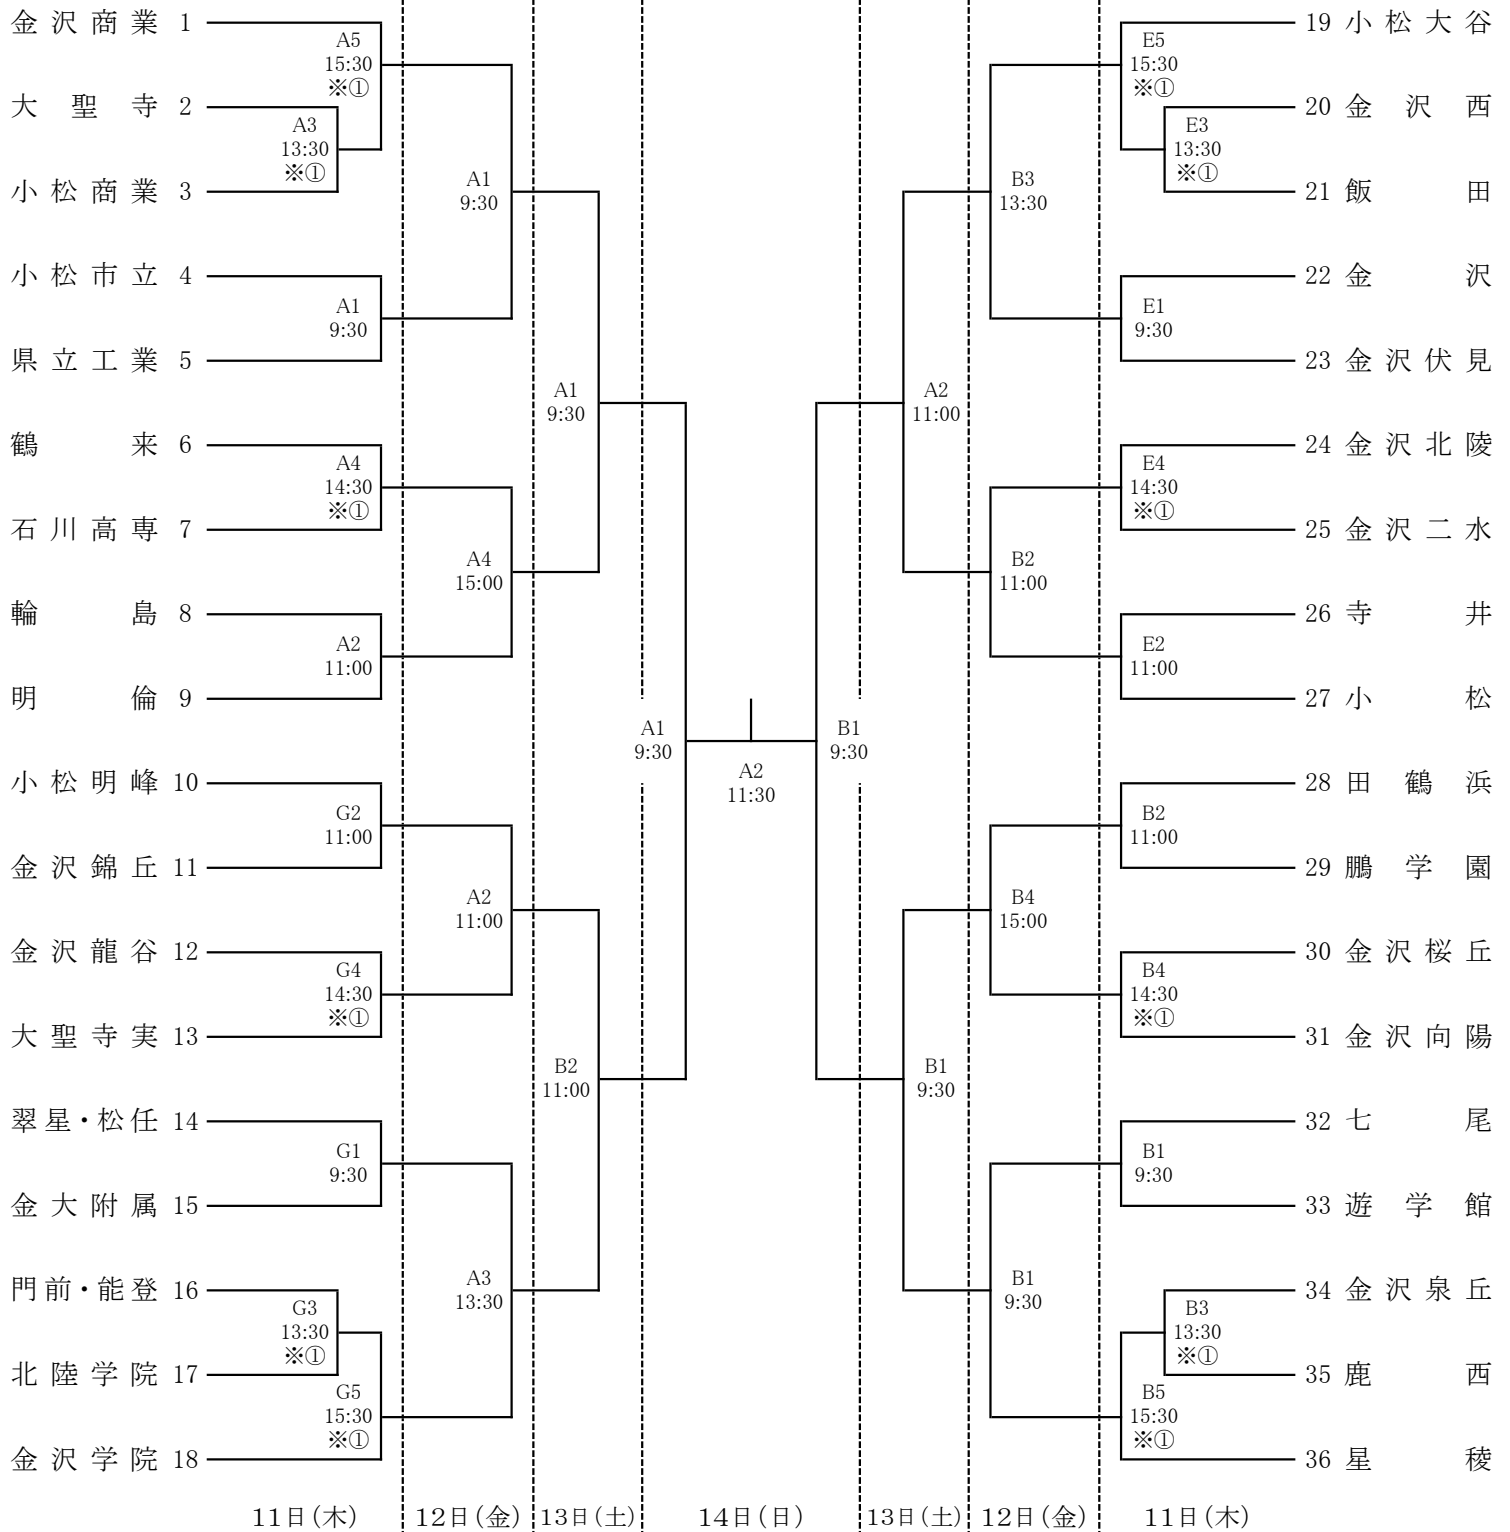 金沢商業 1
A5
15:30
※①
大聖寺 2
A3
13:30
※①
小松商業 3
A1
9:30
小松市立 4
A1
9:30
県立工業 5
A1
9:30
鶴来 6
A4
14:30
※①
石川高専 7
A4
15:00
輪島 8
A2
11:00
明倫 9
A1
9:30
小松明峰 10
G2
11:00
金沢錦丘 11
A2
11:00
金沢龍谷 12
G4
14:30
※①
大聖寺実 13
B2
11:00
翠星・松任 14
G1
9:30
金大附属 15
A3
13:30
門前・能登 16
G3
13:30
※①
北陸学院 17
G5
15:30
※①
金沢学院 18
A2
11:30
19 小松大谷
E5
15:30
※①
20 金沢西
E3
13:30
※①
21 飯田
B3
13:30
22 金沢
E1
9:30
23 金沢伏見
A2
11:00
24 金沢北陵
E4
14:30
※①
25 金沢二水
B2
11:00
26 寺井
E2
11:00
27 小松
B1
9:30
28 田鶴浜
B2
11:00
29 鵬学園
B4
15:00
30 金沢桜丘
B4
14:30
※①
31 金沢向陽
B1
9:30
32 七尾
B1
9:30
33 遊学館
B1
9:30
34 金沢泉丘
B3
13:30
※①
35 鹿西
B5
15:30
※①
36 星稜
11日(木) 12日(金) 13日(土) 14日(日) 13日(土) 12日(金) 11日(木)